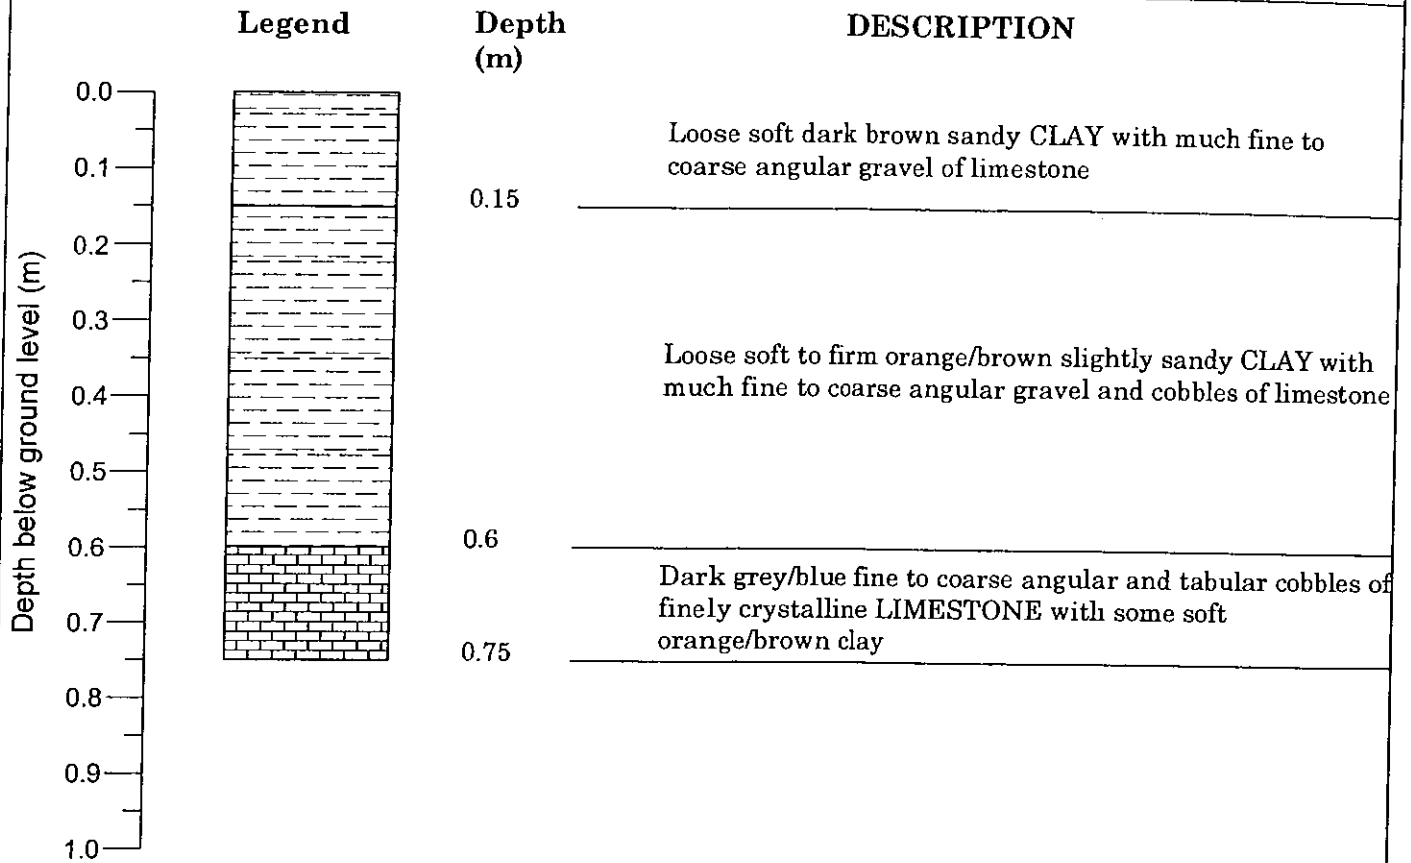 Legend
Depth
(m)
DESCRIPTION
Depth below ground level (m)
0.0
0.1
0.2
0.3
0.4
0.5
0.6
0.7
0.8
0.9
1.0
Loose soft dark brown sandy CLAY with much fine to
coarse angular gravel of limestone
0.15
Loose soft to firm orange/brown slightly sandy CLAY with
much fine to coarse angular gravel and cobbles of limestone
0.6
Dark grey/blue fine to coarse angular and tabular cobbles of
finely crystalline LIMESTONE with some soft
orange/brown clay
0.75